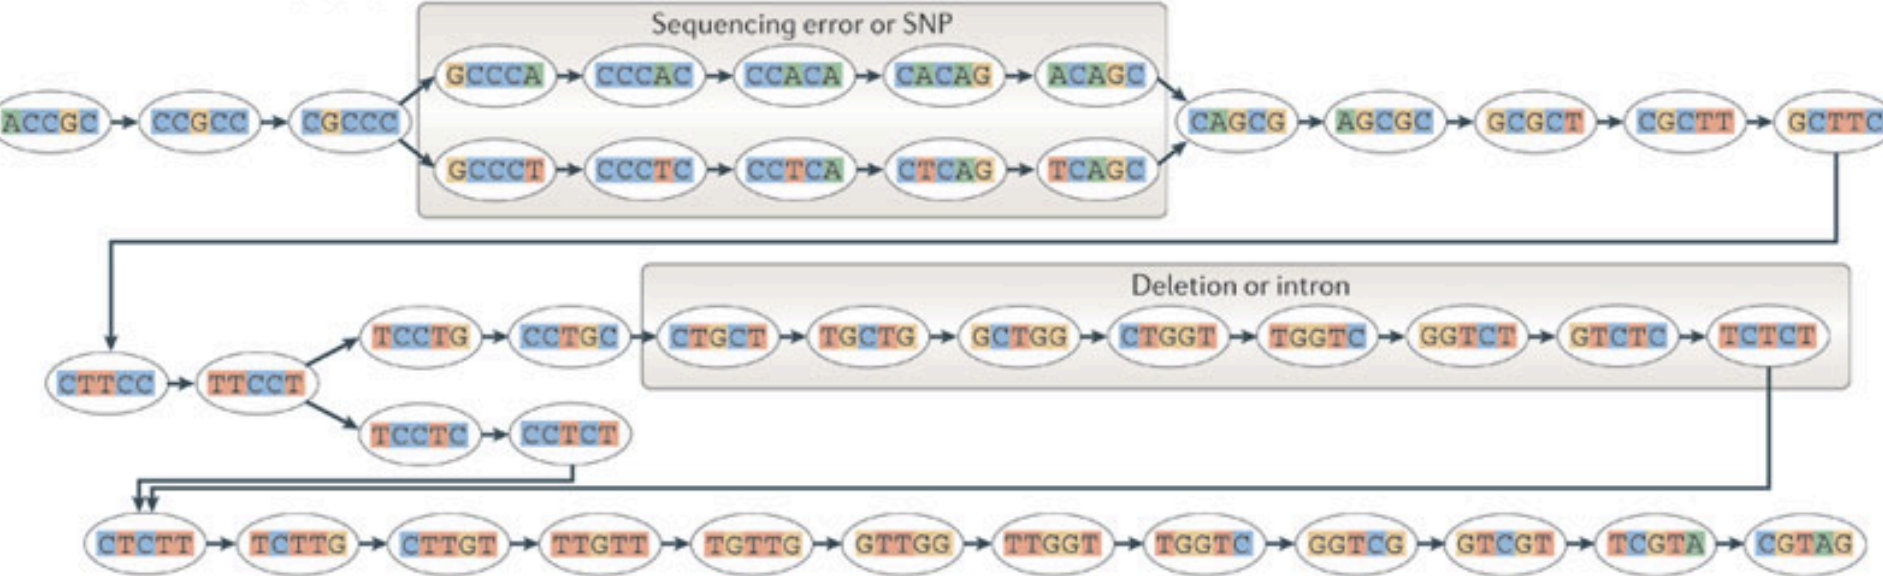 Sequencing error or SNP
GCCCA CCCAC CCACA CACAG ACAGC
ACCGC CCGCC CGCCC CAGCG AGCGC GCGCT CGCTT GCTTC
GCCCT CCCTC CCTCA CTCAG TCAGC
Deletion or intron
TCCTG CCTGC CTGCT TGCTG GCTGG CTGGT TGGTC GGTCT GTCTC TCTCT
CTTCC TTCCT
TCCTC CCTCT
CTCTT TCTTG CTTGT TTGTT TGTTG GTTGG TTGGT TGGTC GGTCG GTCGT TCGTA CGTAG